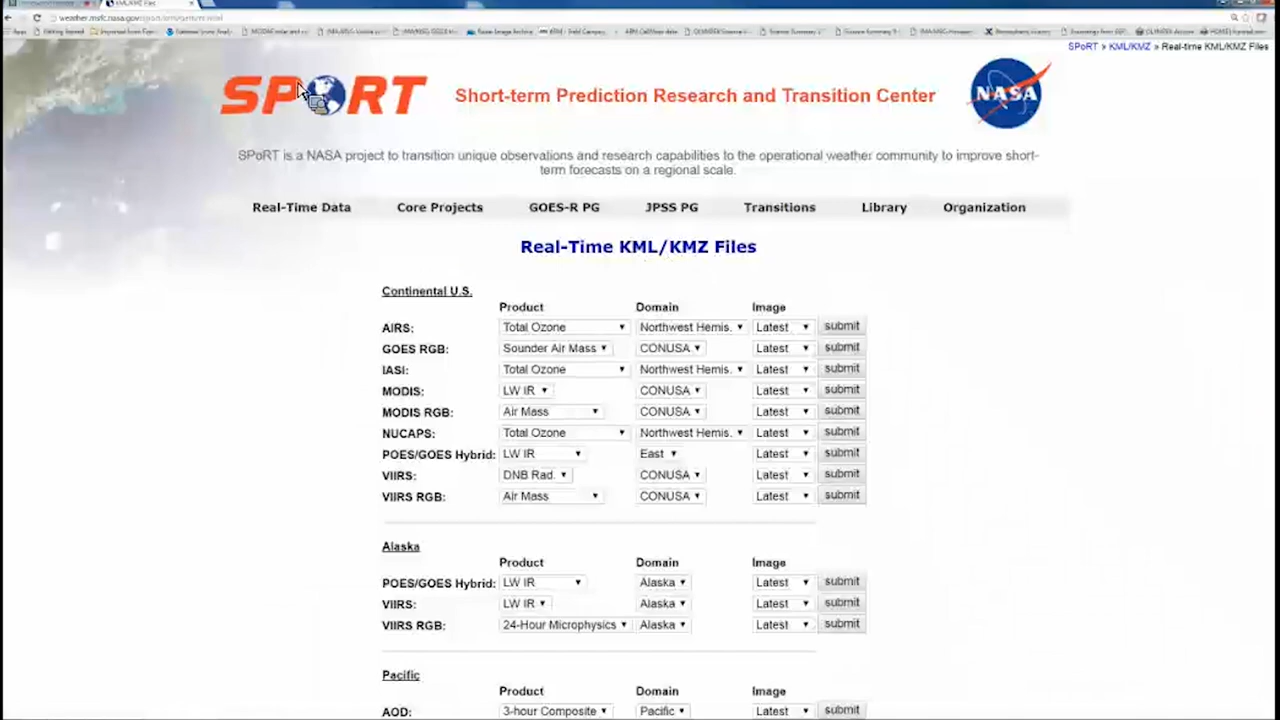 KML/KMZ Files
weather.msfc.nasa.gov
Apps
SPoRT » KML/KMZ » Real-time KML/KMZ Files
SPoRT Short-term Prediction Research and Transition Center NASA
SPoRT is a NASA project to transition unique observations and research capabilities to the operational weather community to improve short-
term forecasts on a regional scale.
Real-Time Data Core Projects GOES-R PG JPSS PG Transitions Library Organization
Real-Time KML/KMZ Files
Continental U.S.
Product Domain Image
AIRS: Total Ozone Northwest Hemis. Latest submit
GOES RGB: Sounder Air Mass CONUSA Latest submit
IASI: Total Ozone Northwest Hemis. Latest submit
MODIS: LW IR CONUSA Latest submit
MODIS RGB: Air Mass CONUSA Latest submit
NUCAPS: Total Ozone Northwest Hemis. Latest submit
POES/GOES Hybrid: LW IR East Latest submit
VIIRS: DNB Rad. CONUSA Latest submit
VIIRS RGB: Air Mass CONUSA Latest submit
Alaska
Product Domain Image
POES/GOES Hybrid: LW IR Alaska Latest submit
VIIRS: LW IR Alaska Latest submit
VIIRS RGB: 24-Hour Microphysics Alaska Latest submit
Pacific
Product Domain Image
AOD: 3-hour Composite Pacific Latest submit